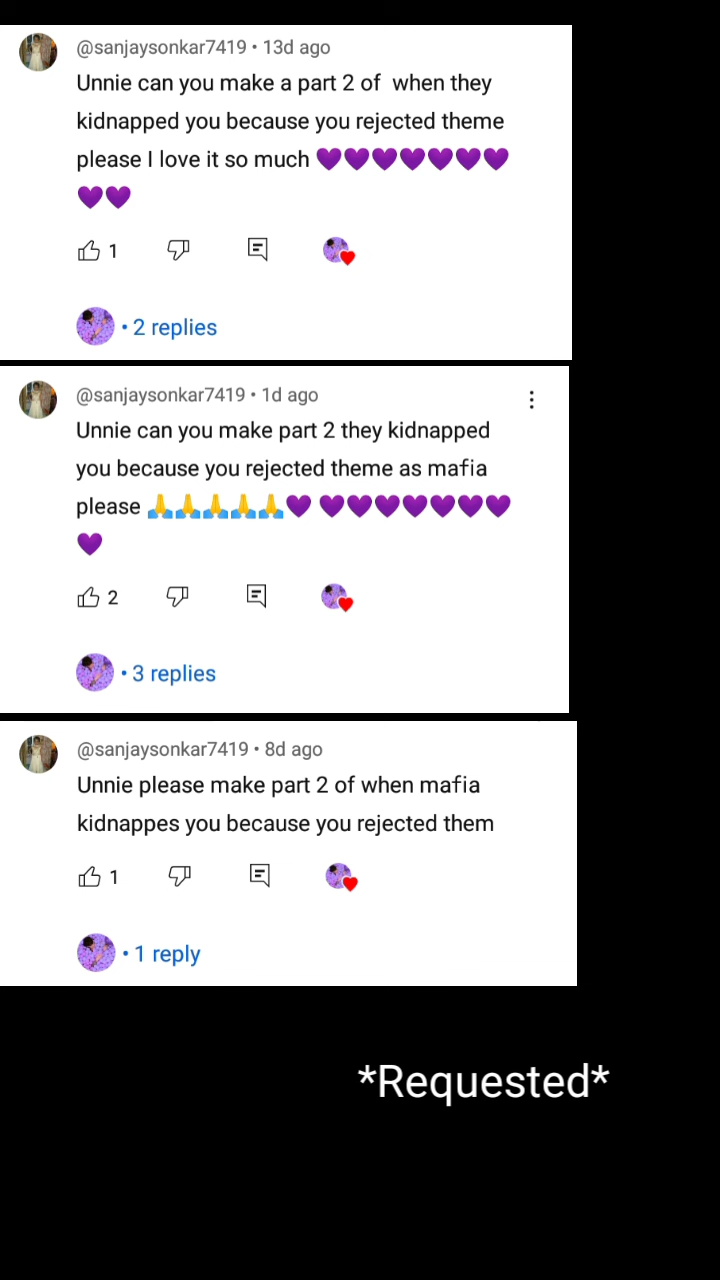 @sanjaysonkar7419 • 13d ago
Unnie can you make a part 2 of when they
kidnapped you because you rejected theme
please I love it so much 💜💜💜💜💜💜💜
💜💜
1
• 2 replies
@sanjaysonkar7419 • 1d ago
Unnie can you make part 2 they kidnapped
you because you rejected theme as mafia
please 🙏🙏🙏🙏🙏💜 💜💜💜💜💜💜💜
💜
2
• 3 replies
@sanjaysonkar7419 • 8d ago
Unnie please make part 2 of when mafia
kidnappes you because you rejected them
1
• 1 reply
*Requested*